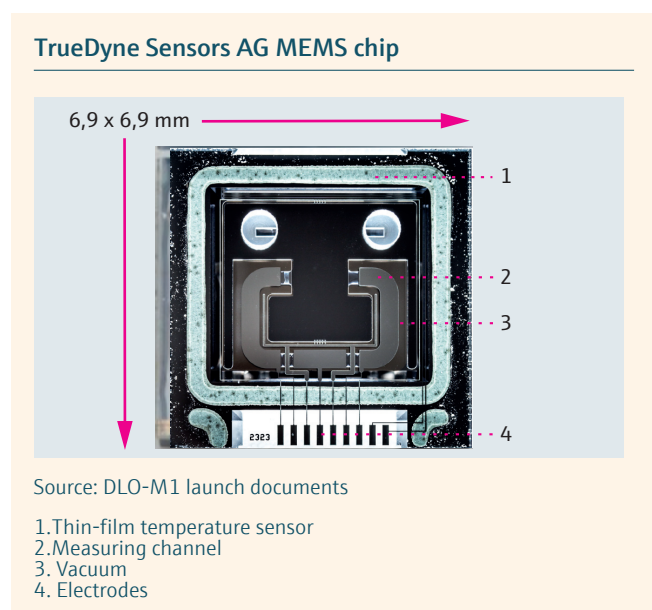 TrueDyne Sensors AG MEMS chip
6,9 x 6,9 mm
1
2
3
2323
4
Source: DLO-M1 launch documents
1.Thin-film temperature sensor
2.Measuring channel
3. Vacuum
4. Electrodes